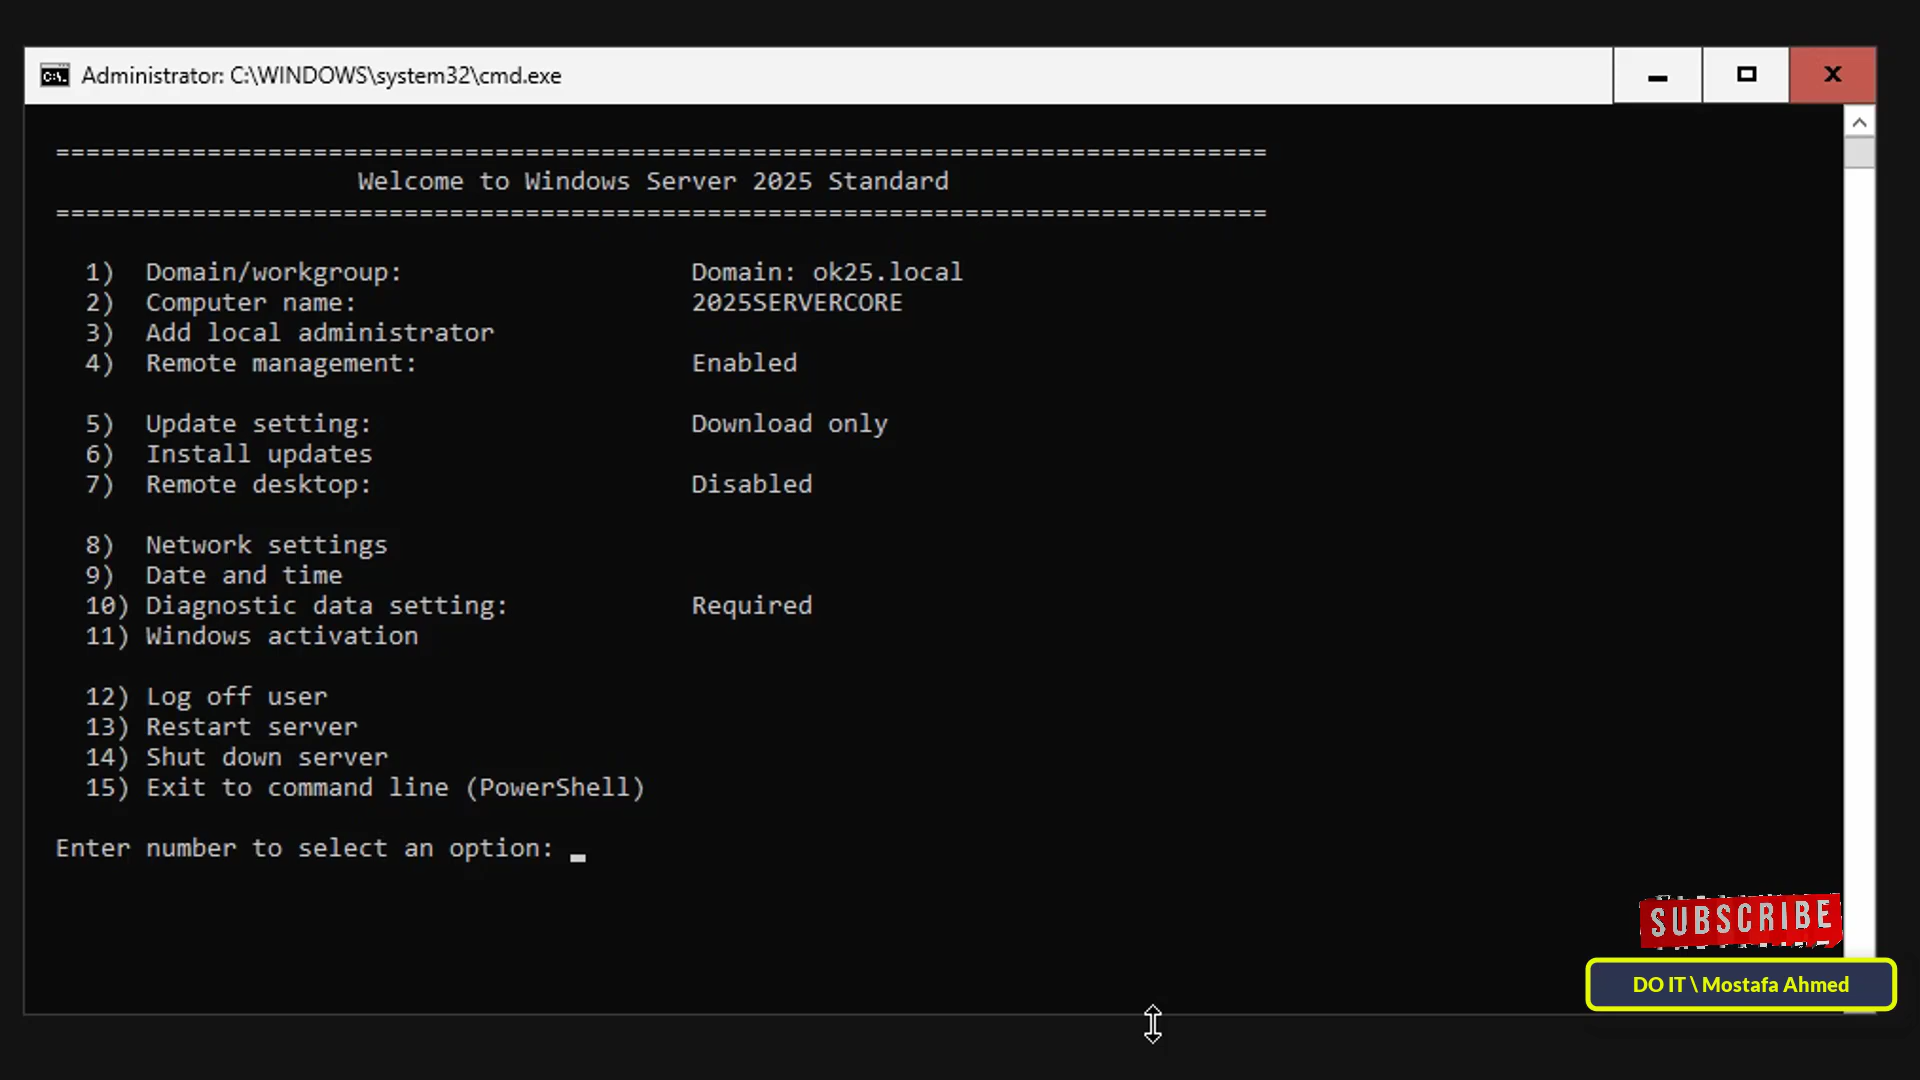 Administrator: C:\WINDOWS\system32\cmd.exe
================================================================================
Welcome to Windows Server 2025 Standard
================================================================================
1) Domain/workgroup: Domain: ok25.local
2) Computer name: 2025SERVERCORE
3) Add local administrator
4) Remote management: Enabled
5) Update setting: Download only
6) Install updates
7) Remote desktop: Disabled
8) Network settings
9) Date and time
10) Diagnostic data setting: Required
11) Windows activation
12) Log off user
13) Restart server
14) Shut down server
15) Exit to command line (PowerShell)
Enter number to select an option:
SUBSCRIBE
DO IT \ Mostafa Ahmed